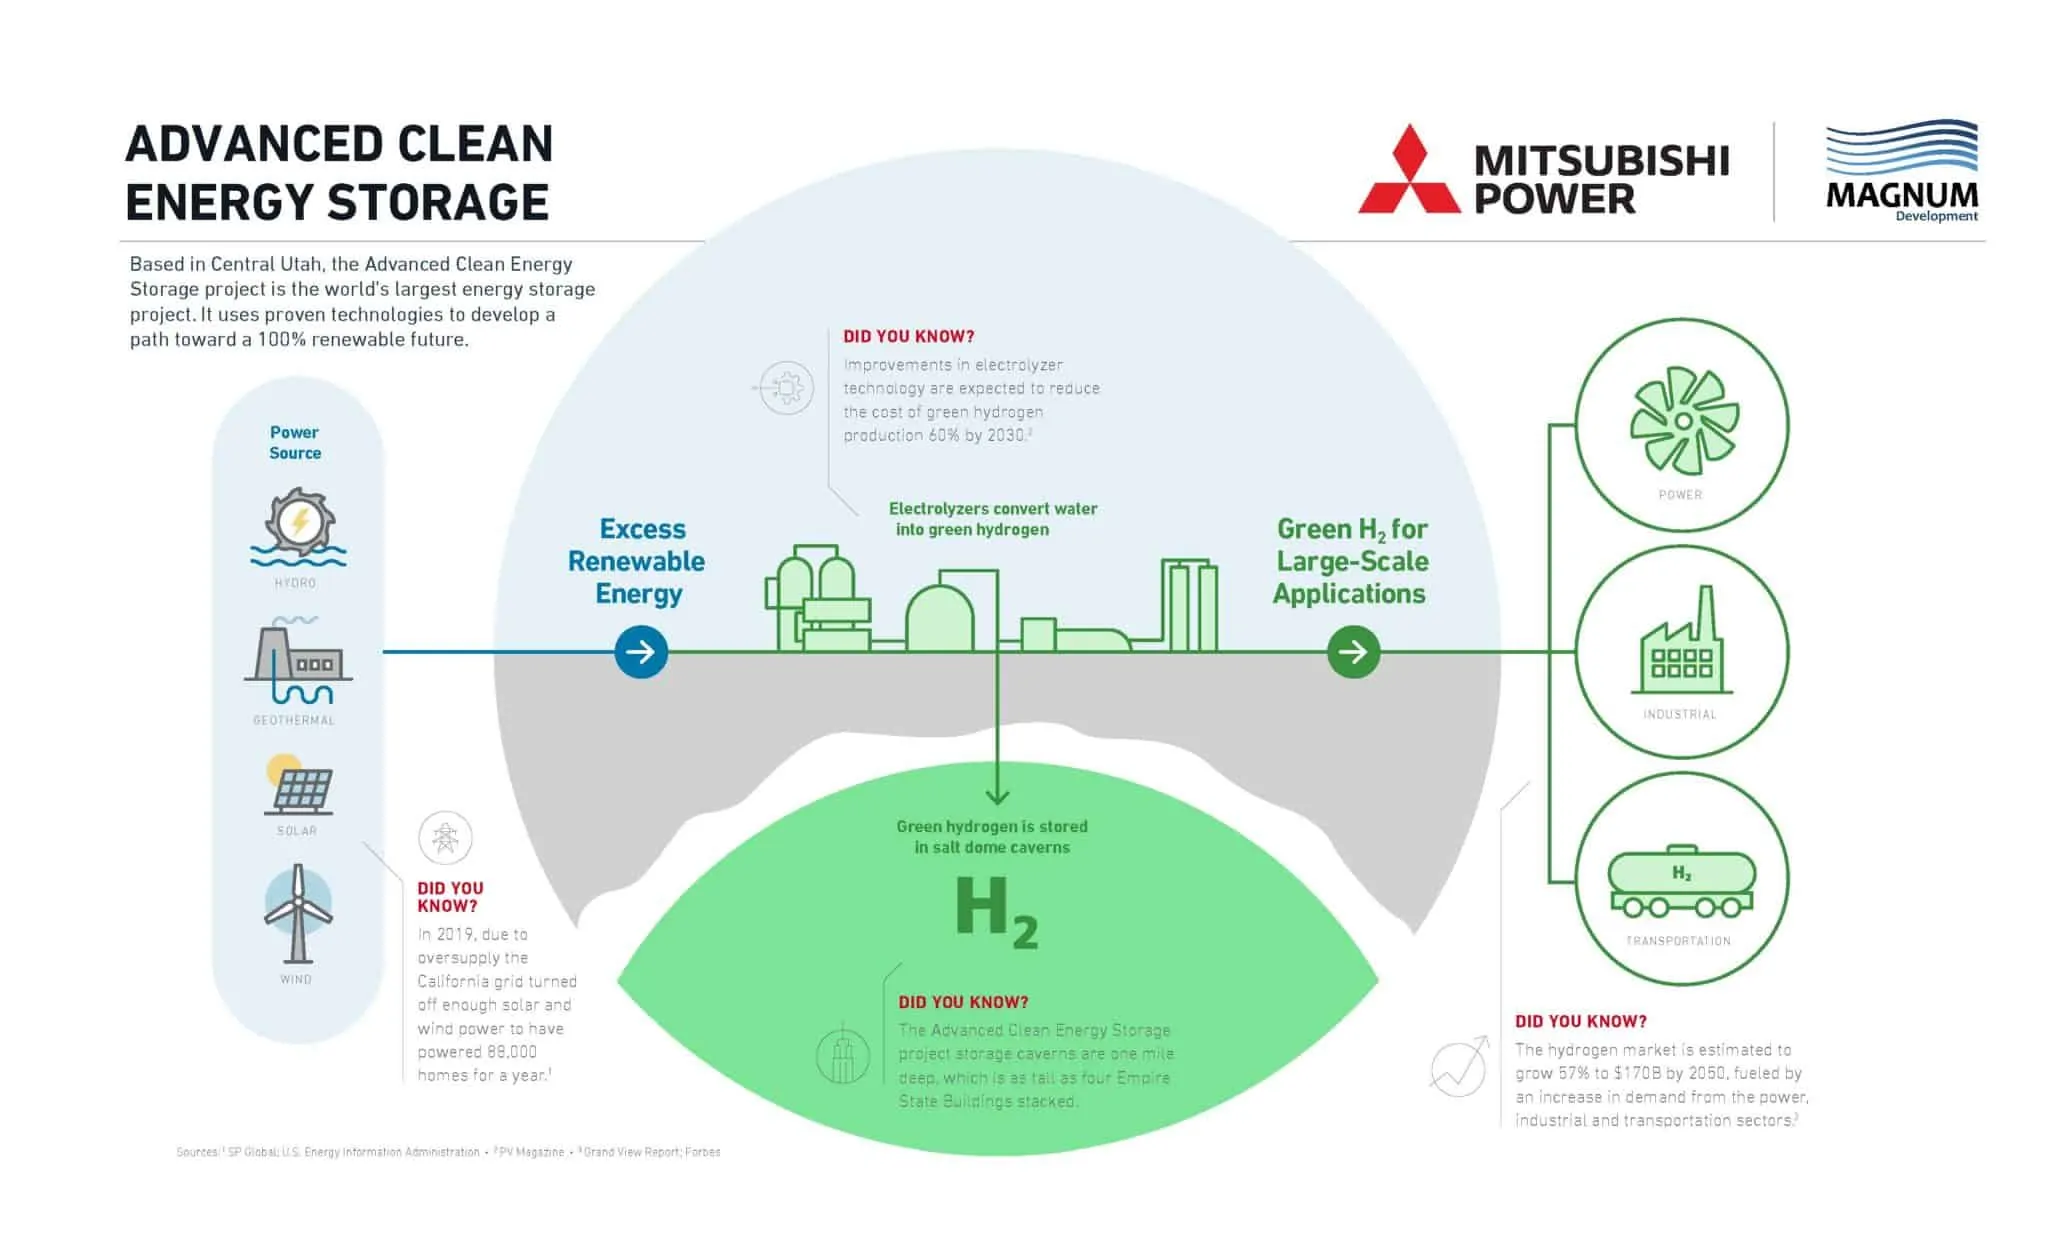 ADVANCED CLEAN
ENERGY STORAGE
MITSUBISHI
POWER
MAGNUM
Development
Based in Central Utah, the Advanced Clean Energy
Storage project is the world's largest energy storage
project. It uses proven technologies to develop a
path toward a 100% renewable future.
Power
Source
HYDRO
GEOTHERMAL
SOLAR
WIND
DID YOU
KNOW?
In 2019, due to
oversupply the
California grid turned
off enough solar and
wind power to have
powered 88,000
homes for a year.¹
Excess
Renewable
Energy
DID YOU KNOW?
Improvements in electrolyzer
technology are expected to reduce
the cost of green hydrogen
production 60% by 2030.²
Electrolyzers convert water
into green hydrogen
Green hydrogen is stored
in salt dome caverns
H₂
DID YOU KNOW?
The Advanced Clean Energy Storage
project storage caverns are one mile
deep, which is as tall as four Empire
State Buildings stacked.
Green H₂ for
Large-Scale
Applications
POWER
INDUSTRIAL
H₂
TRANSPORTATION
DID YOU KNOW?
The hydrogen market is estimated to
grow 57% to $170B by 2050, fueled by
an increase in demand from the power,
industrial and transportation sectors.³
Sources: ¹ SP Global; U.S. Energy Information Administration • ² PV Magazine • ³ Grand View Report; Forbes